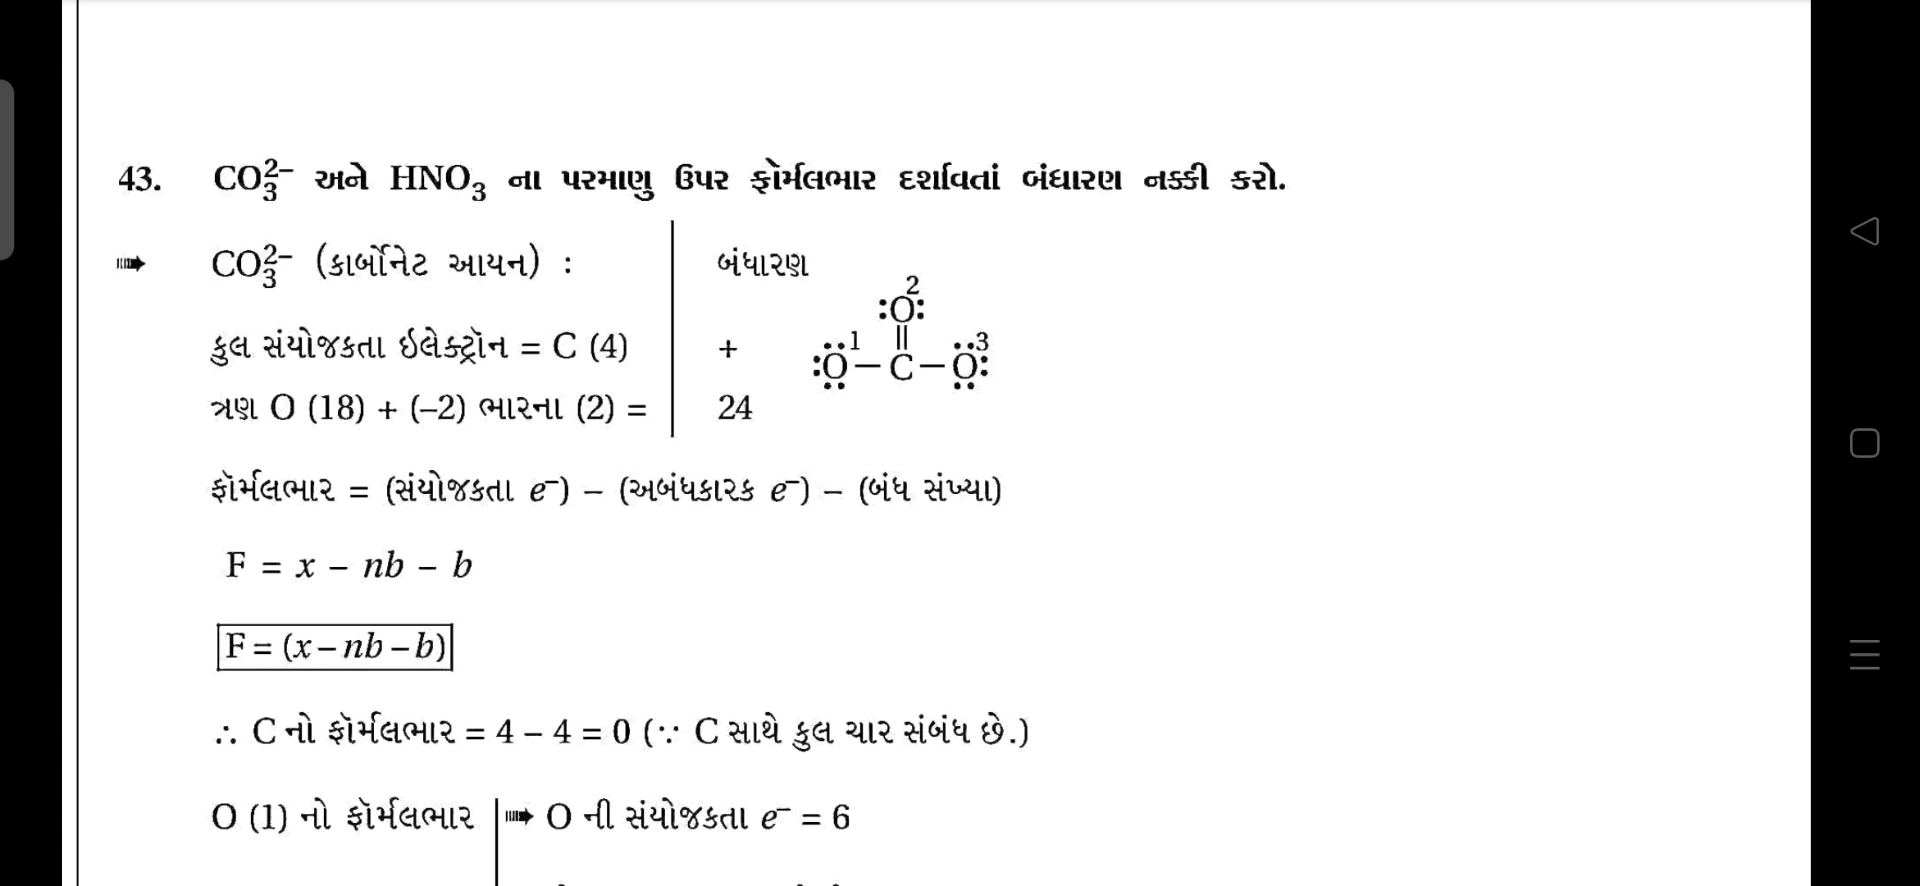 43. CO₃²⁻ અને HNO₃ ના પરમાણુ ઉપર ફોર્મલભાર દર્શાવતાં બંધારણ નક્કી કરો.
➠ CO₃²⁻ (કાર્બોનેટ આયન) : બંધારણ
2
:O:
1 || 3
:O – C – O:
કુલ સંયોજકતા ઈલેક્ટ્રૉન = C (4) +
ત્રણ O (18) + (–2) ભારના (2) = 24
ફૉર્મલભાર = (સંયોજકતા e⁻) – (અબંધકારક e⁻) – (બંધ સંખ્યા)
F = x – nb – b
F = (x – nb – b)
∴ C નો ફૉર્મલભાર = 4 – 4 = 0 (∵ C સાથે કુલ ચાર સંબંધ છે.)
O (1) નો ફૉર્મલભાર ➠ O ની સંયોજકતા e⁻ = 6